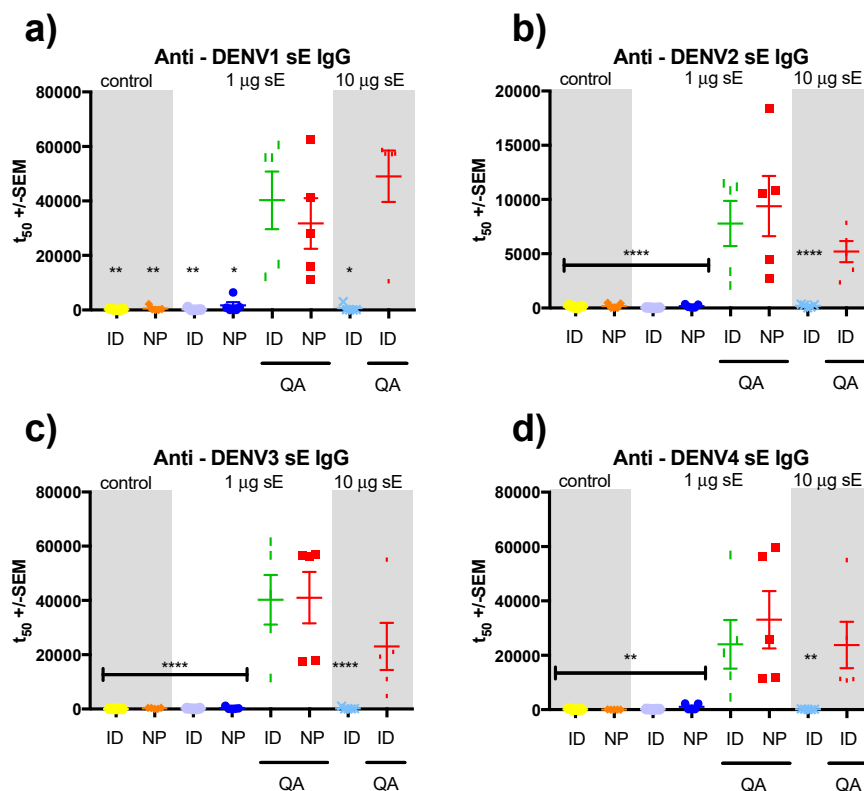 a)
Anti - DENV1 sE IgG
control 1 μg sE 10 μg sE
t50 +/-SEM
80000
60000
40000
20000
0
** ** ** * *
ID NP ID NP ID NP ID ID
QA QA
b)
Anti - DENV2 sE IgG
control 1 μg sE 10 μg sE
t50 +/-SEM
20000
15000
10000
5000
0
**** ****
ID NP ID NP ID NP ID ID
QA QA
c)
Anti - DENV3 sE IgG
control 1 μg sE 10 μg sE
t50 +/-SEM
80000
60000
40000
20000
0
**** ****
ID NP ID NP ID NP ID ID
QA QA
d)
Anti - DENV4 sE IgG
control 1 μg sE 10 μg sE
t50 +/-SEM
80000
60000
40000
20000
0
** **
ID NP ID NP ID NP ID ID
QA QA